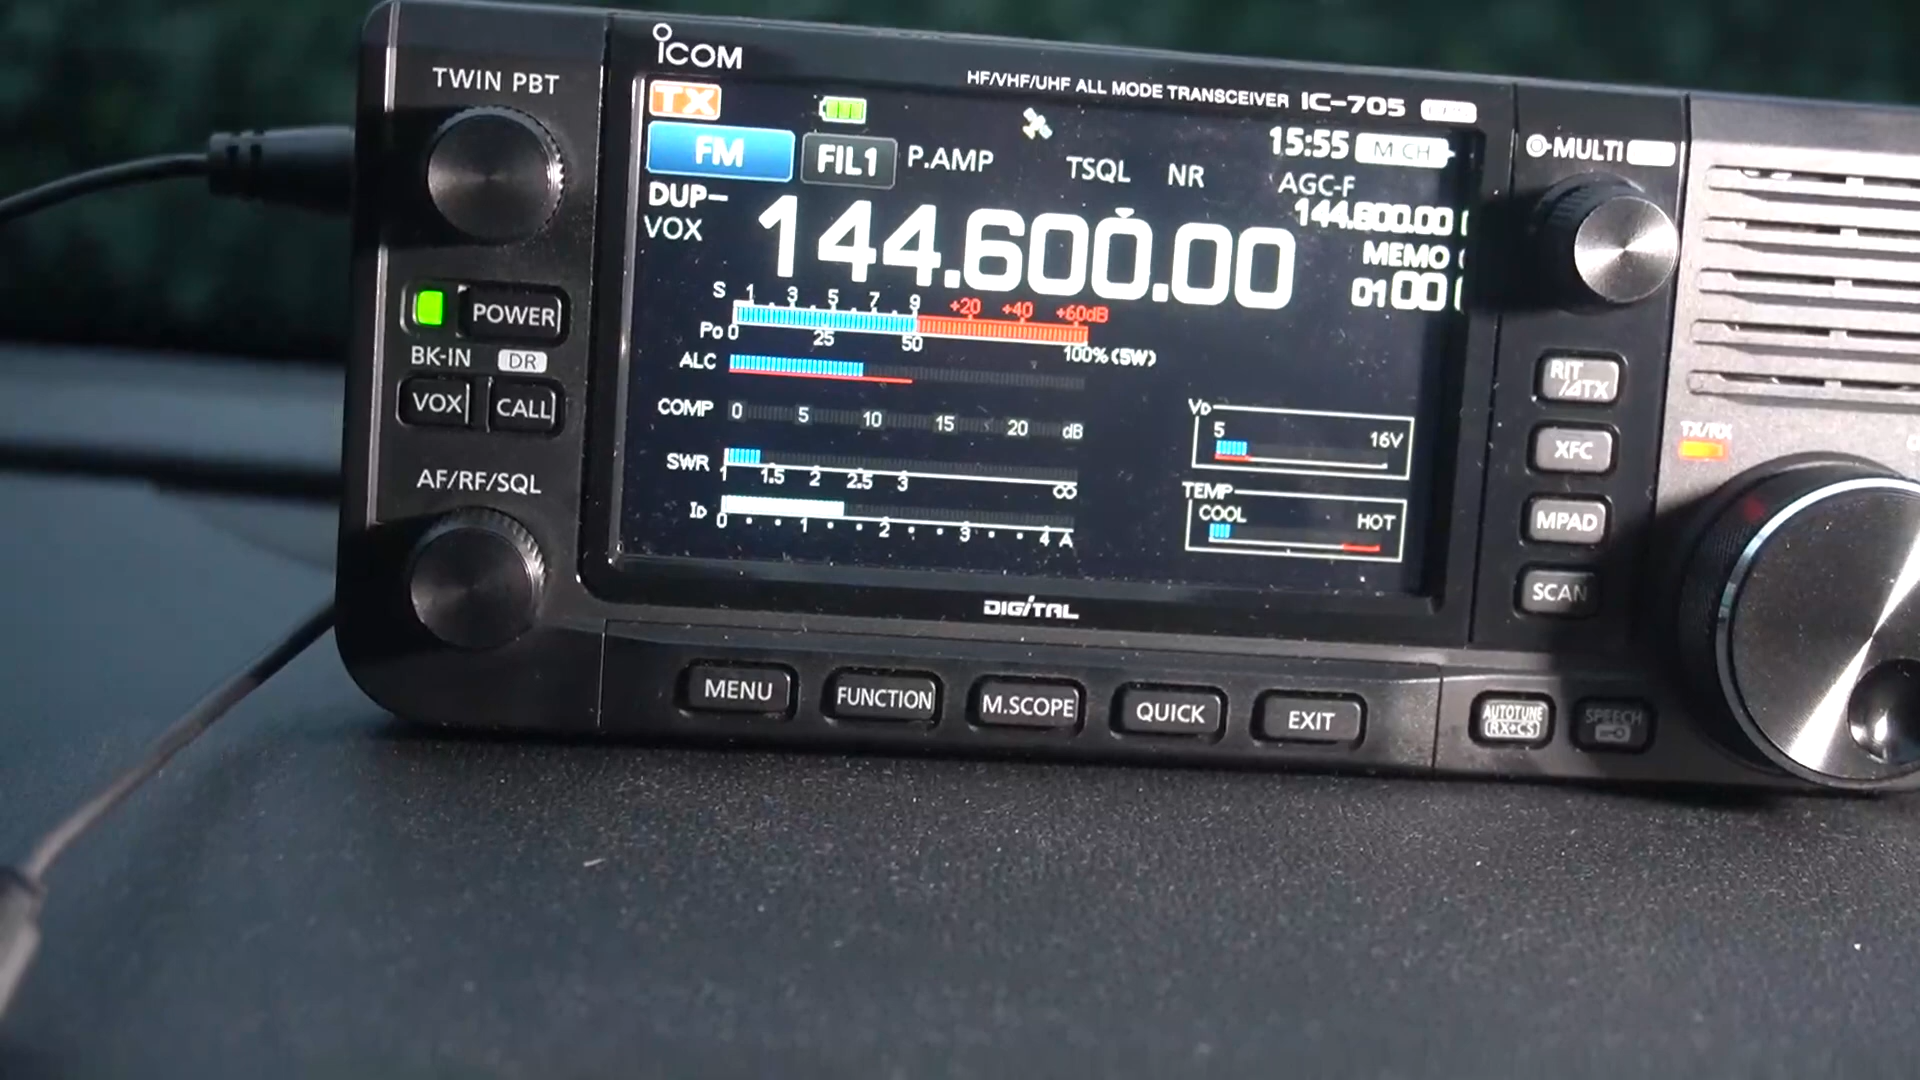 ICOM
HF/VHF/UHF ALL MODE TRANSCEIVER IC-705
TWIN PBT
TX
FM
FIL1
P.AMP
TSQL
NR
15:55
M-CH
AGC-F
DUP-
VOX
144.600.00
144.600.00
MEMO
0100
S 1 3 5 7 9 +20 +40 +60dB
Po 0 25 50 100% (5W)
ALC
COMP 0 5 10 15 20 dB
SWR
1 1.5 2 2.5 3 ∞
ID
0 1 2 3 4 A
VD
5 16V
TEMP
COOL HOT
DIGITAL
POWER
BK-IN DR
VOX CALL
AF/RF/SQL
MENU FUNCTION M.SCOPE QUICK EXIT
MULTI
RIT
/∆TX
XFC
MPAD
SCAN
TX/RX
AUTOTUNE
(RX→CS)
SPEECH